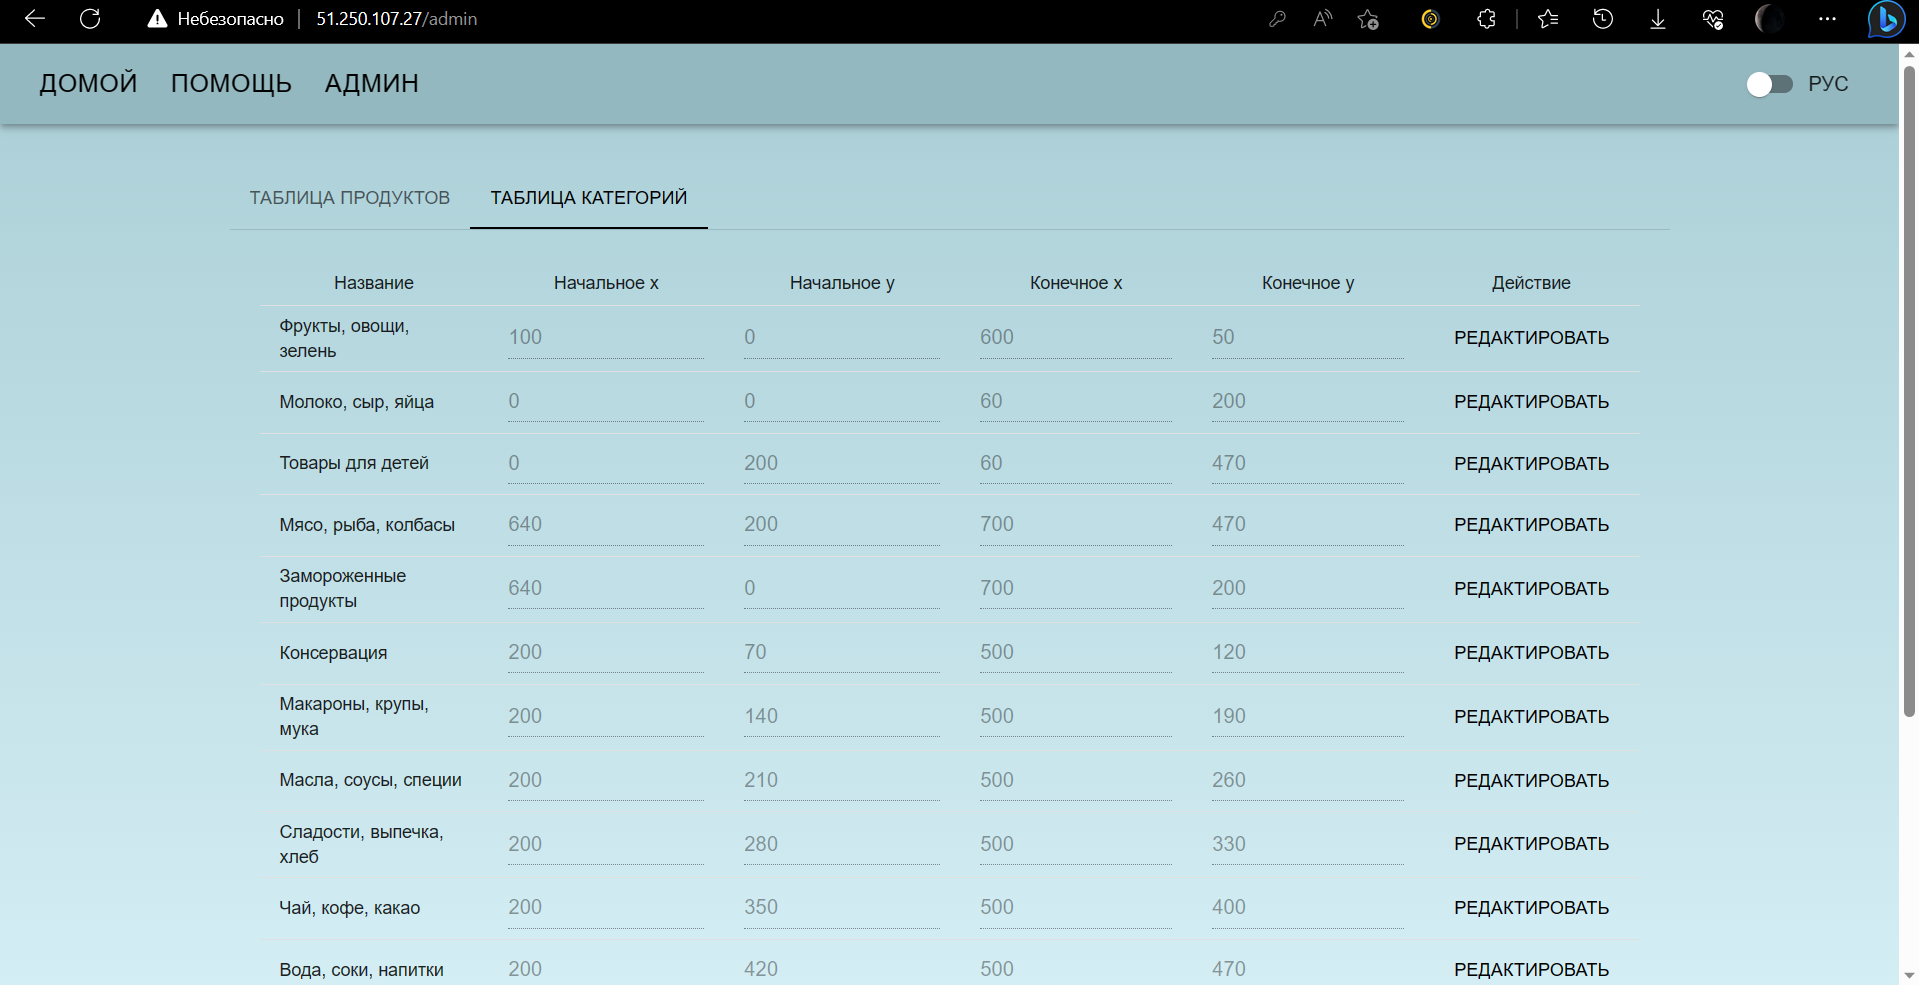 Небезопасно | 51.250.107.27/admin
ДОМОЙ ПОМОЩЬ АДМИН РУС
ТАБЛИЦА ПРОДУКТОВ ТАБЛИЦА КАТЕГОРИЙ
Название Начальное x Начальное y Конечное x Конечное y Действие
Фрукты, овощи,
зелень 100 0 600 50 РЕДАКТИРОВАТЬ
Молоко, сыр, яйца 0 0 60 200 РЕДАКТИРОВАТЬ
Товары для детей 0 200 60 470 РЕДАКТИРОВАТЬ
Мясо, рыба, колбасы 640 200 700 470 РЕДАКТИРОВАТЬ
Замороженные
продукты 640 0 700 200 РЕДАКТИРОВАТЬ
Консервация 200 70 500 120 РЕДАКТИРОВАТЬ
Макароны, крупы,
мука 200 140 500 190 РЕДАКТИРОВАТЬ
Масла, соусы, специи 200 210 500 260 РЕДАКТИРОВАТЬ
Сладости, выпечка,
хлеб 200 280 500 330 РЕДАКТИРОВАТЬ
Чай, кофе, какао 200 350 500 400 РЕДАКТИРОВАТЬ
Вода, соки, напитки 200 420 500 470 РЕДАКТИРОВАТЬ